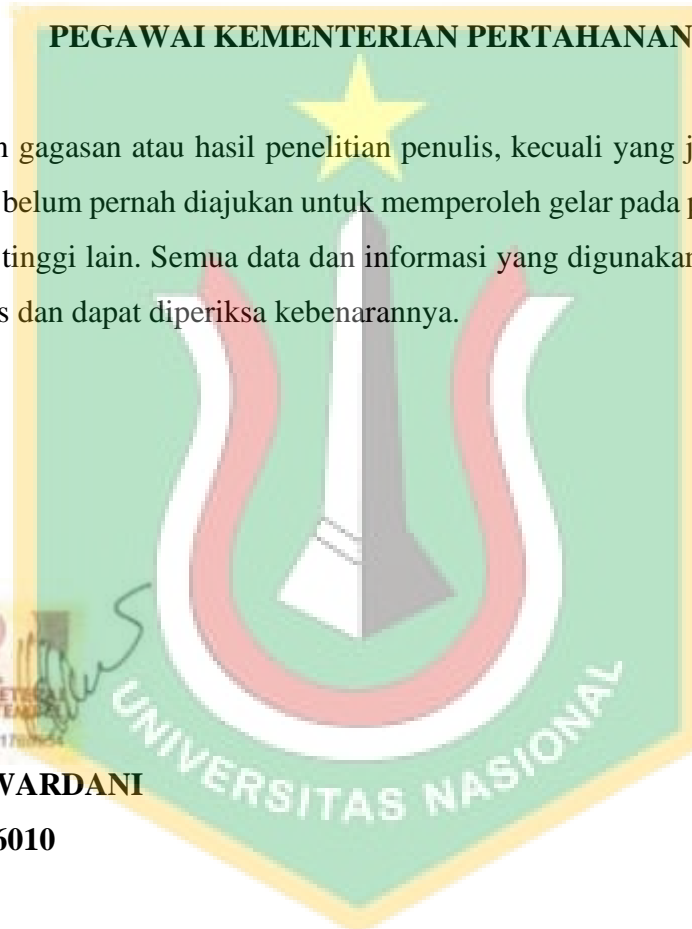 PEGAWAI KEMENTERIAN PERTAHANAN
gagasan atau hasil penelitian penulis, kecuali yang
belum pernah diajukan untuk memperoleh gelar pada
tinggi lain. Semua data dan informasi yang digunakan
dan dapat diperiksa kebenarannya.
WARDANI
6010
UNIVERSITAS NASIONAL